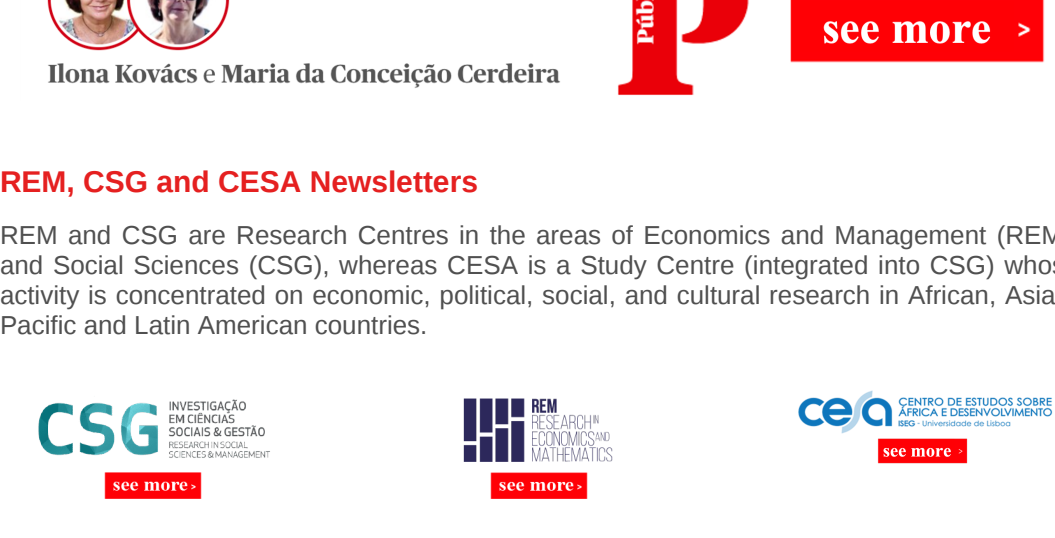 Públ
see more >
Ilona Kovács e Maria da Conceição Cerdeira
REM, CSG and CESA Newsletters
REM and CSG are Research Centres in the areas of Economics and Management (REM
and Social Sciences (CSG), whereas CESA is a Study Centre (integrated into CSG) whos
activity is concentrated on economic, political, social, and cultural research in African, Asia
Pacific and Latin American countries.
CSG
INVESTIGAÇÃO
EM CIÊNCIAS
SOCIAIS & GESTÃO
RESEARCH IN SOCIAL
SCIENCES & MANAGEMENT
see more >
REM
RESEARCH IN
ECONOMICS AND
MATHEMATICS
see more >
cesa
CENTRO DE ESTUDOS SOBRE
ÁFRICA E DESENVOLVIMENTO
ISEG - Universidade de Lisboa
see more >